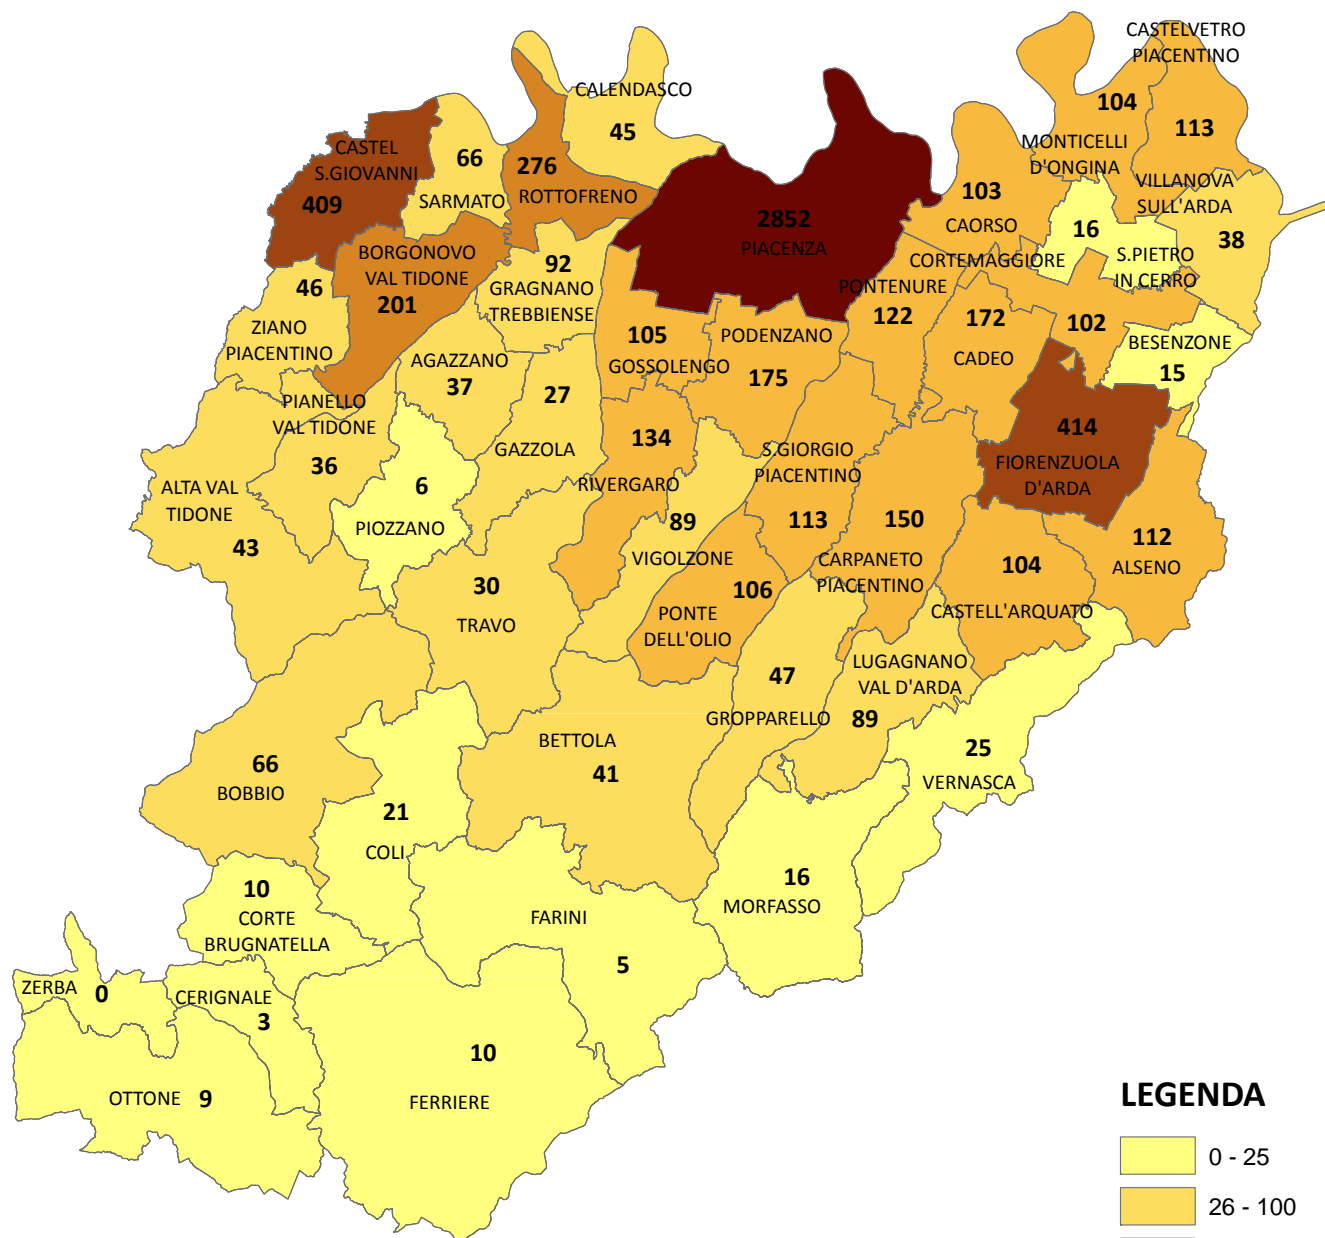 CASTELVETRO
PIACENTINO
113
MONTICELLI
D'ONGINA
104
CALENDASCO
45
CASTEL
S.GIOVANNI
409
66
SARMATO
276
ROTTOFRENO
2852
PIACENZA
103
CAORSO
16
S.PIETRO
IN CERRO
VILLANOVA
SULL'ARDA
38
BORGONOVO
VAL TIDONE
201
92
GRAGNANO
TREBBIENSE
46
ZIANO
PIACENTINO
PONTENURE
122
CORTEMAGGIORE
102
172
CADEO
BESENZONE
15
105
GOSSOLENGO
PODENZANO
175
AGAZZANO
37
27
GAZZOLA
PIANELLO
VAL TIDONE
36
134
RIVERGARO
S.GIORGIO
PIACENTINO
113
414
FIORENZUOLA
D'ARDA
6
PIOZZANO
ALTA VAL
TIDONE
43
89
VIGOLZONE
150
CARPANETO
PIACENTINO
112
ALSENO
30
TRAVO
106
PONTE
DELL'OLIO
104
CASTELL'ARQUATO
47
GROPPARELLO
LUGAGNANO
VAL D'ARDA
89
BETTOLA
41
25
VERNASCA
66
BOBBIO
21
COLI
16
MORFASSO
10
CORTE
BRUGNATELLA
FARINI
5
ZERBA 0
CERIGNALE
3
10
FERRIERE
OTTONE 9
LEGENDA
0 - 25
26 - 100